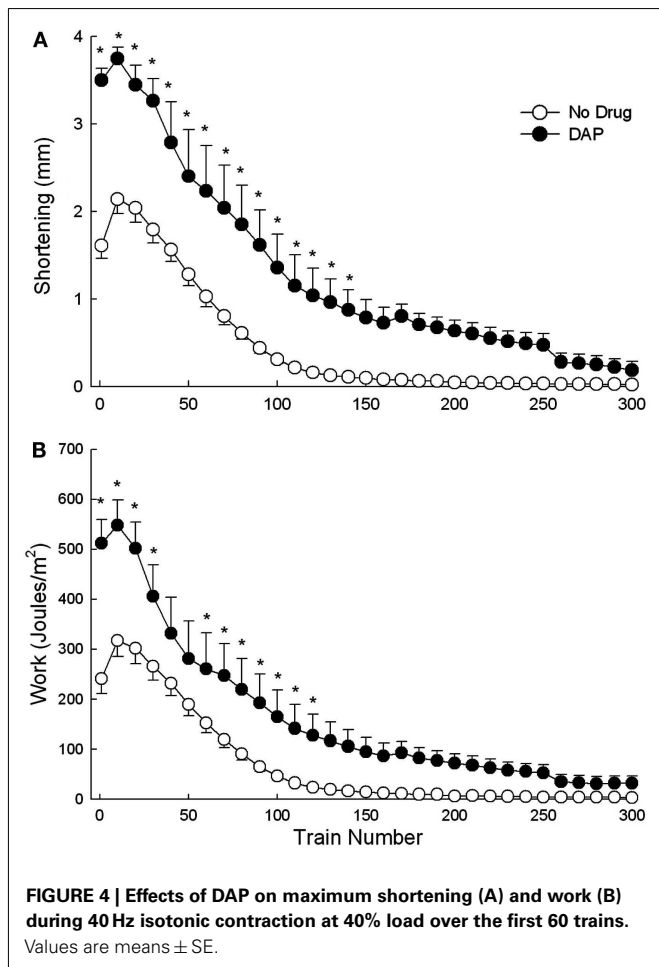 A
4
3
2
1
0
Shortening (mm)
* * * * * * * * * * * * * * *
No Drug
DAP
0 50 100 150 200 250 300
B
700
600
500
400
300
200
100
0
Work (Joules/m²)
* * * * * * * * * * *
0 50 100 150 200 250 300
Train Number
FIGURE 4 | Effects of DAP on maximum shortening (A) and work (B)
during 40 Hz isotonic contraction at 40% load over the first 60 trains.
Values are means ± SE.